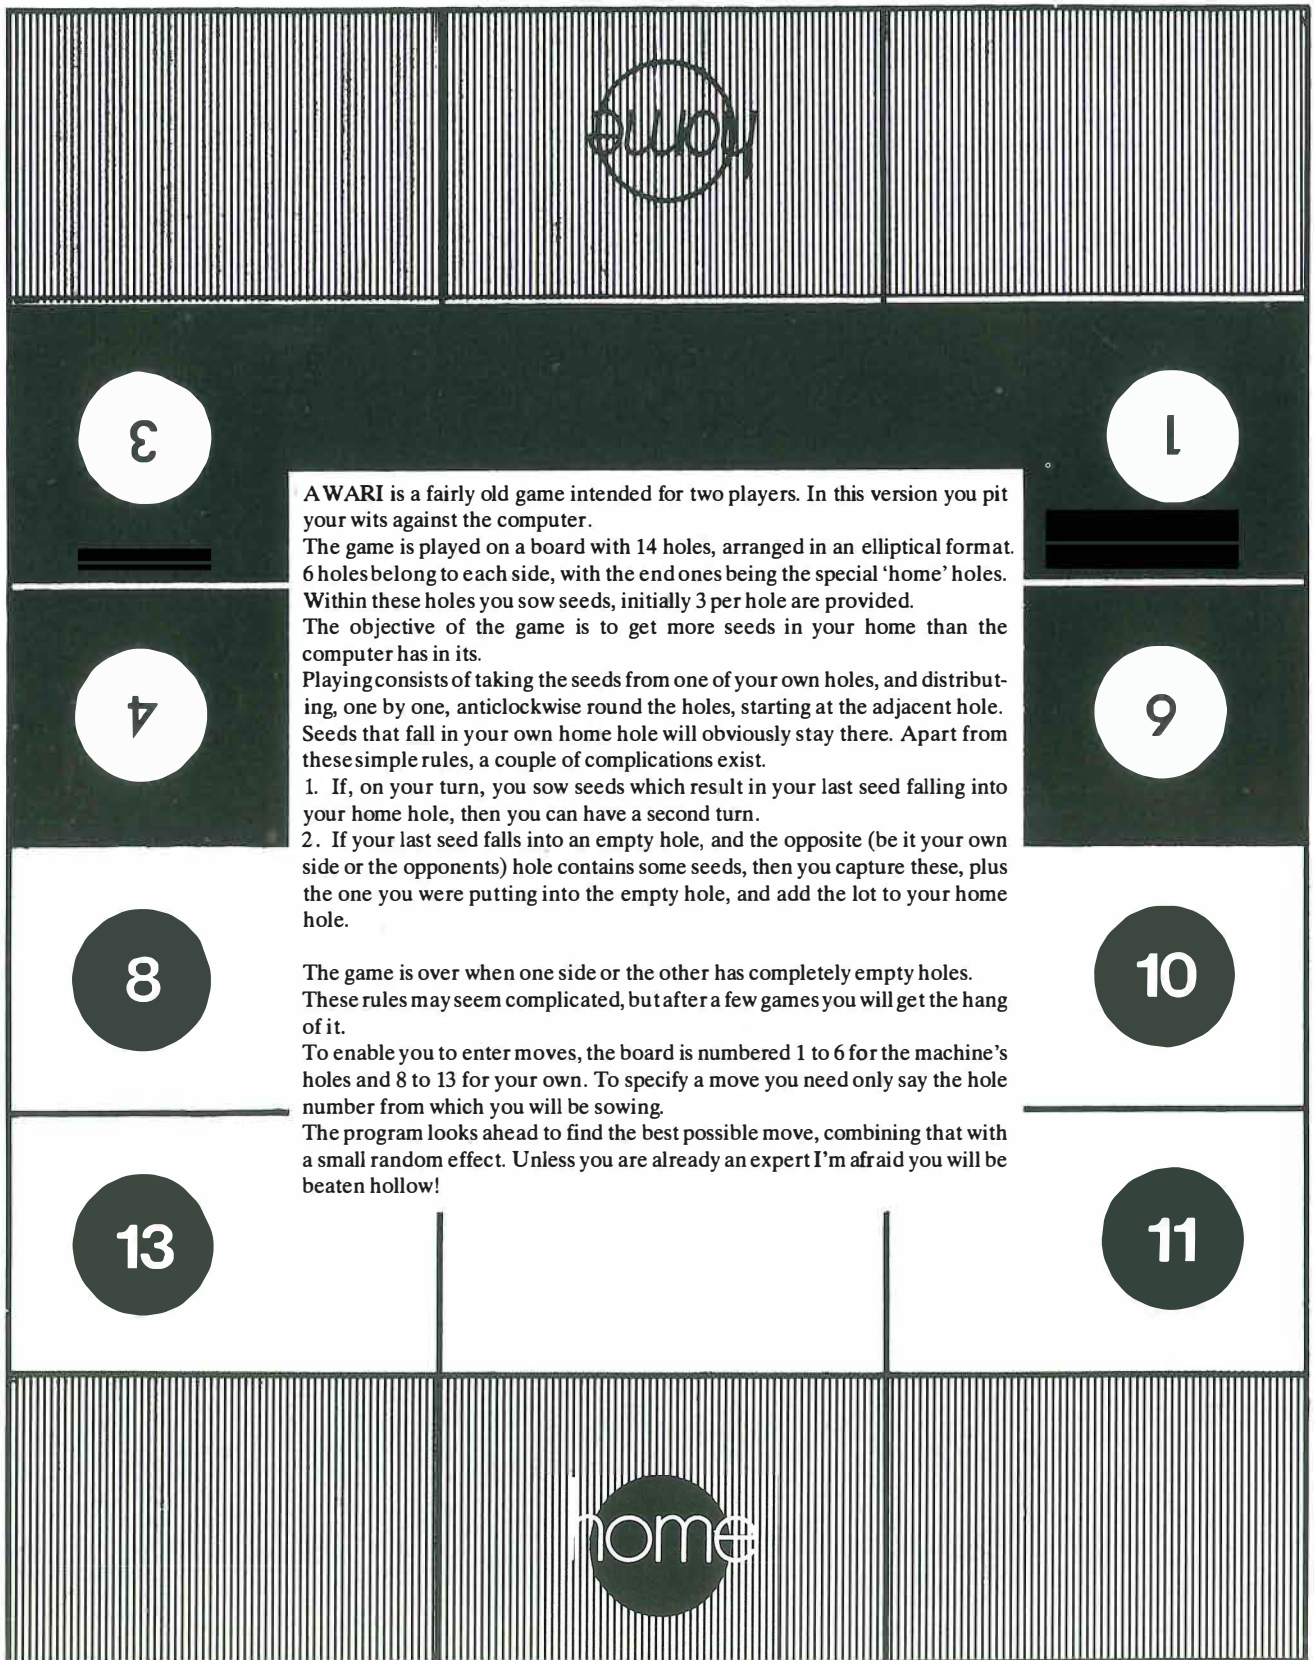 home
3
1
AWARI is a fairly old game intended for two players. In this version you pit
your wits against the computer.
The game is played on a board with 14 holes, arranged in an elliptical format.
6 holes belong to each side, with the end ones being the special ‘home’ holes.
Within these holes you sow seeds, initially 3 per hole are provided.
The objective of the game is to get more seeds in your home than the
computer has in its.
Playing consists of taking the seeds from one of your own holes, and distribut-
ing, one by one, anticlockwise round the holes, starting at the adjacent hole.
Seeds that fall in your own home hole will obviously stay there. Apart from
these simple rules, a couple of complications exist.
1. If, on your turn, you sow seeds which result in your last seed falling into
your home hole, then you can have a second turn.
2. If your last seed falls into an empty hole, and the opposite (be it your own
side or the opponents) hole contains some seeds, then you capture these, plus
the one you were putting into the empty hole, and add the lot to your home
hole.
The game is over when one side or the other has completely empty holes.
These rules may seem complicated, but after a few games you will get the hang
of it.
To enable you to enter moves, the board is numbered 1 to 6 for the machine's
holes and 8 to 13 for your own. To specify a move you need only say the hole
number from which you will be sowing.
The program looks ahead to find the best possible move, combining that with
a small random effect. Unless you are already an expert I'm afraid you will be
beaten hollow!
4
6
8
10
13
11
home